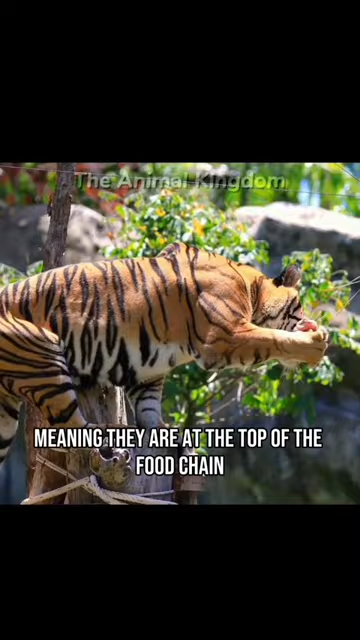 The Animal Kingdom
MEANING THEY ARE AT THE TOP OF THE
FOOD CHAIN